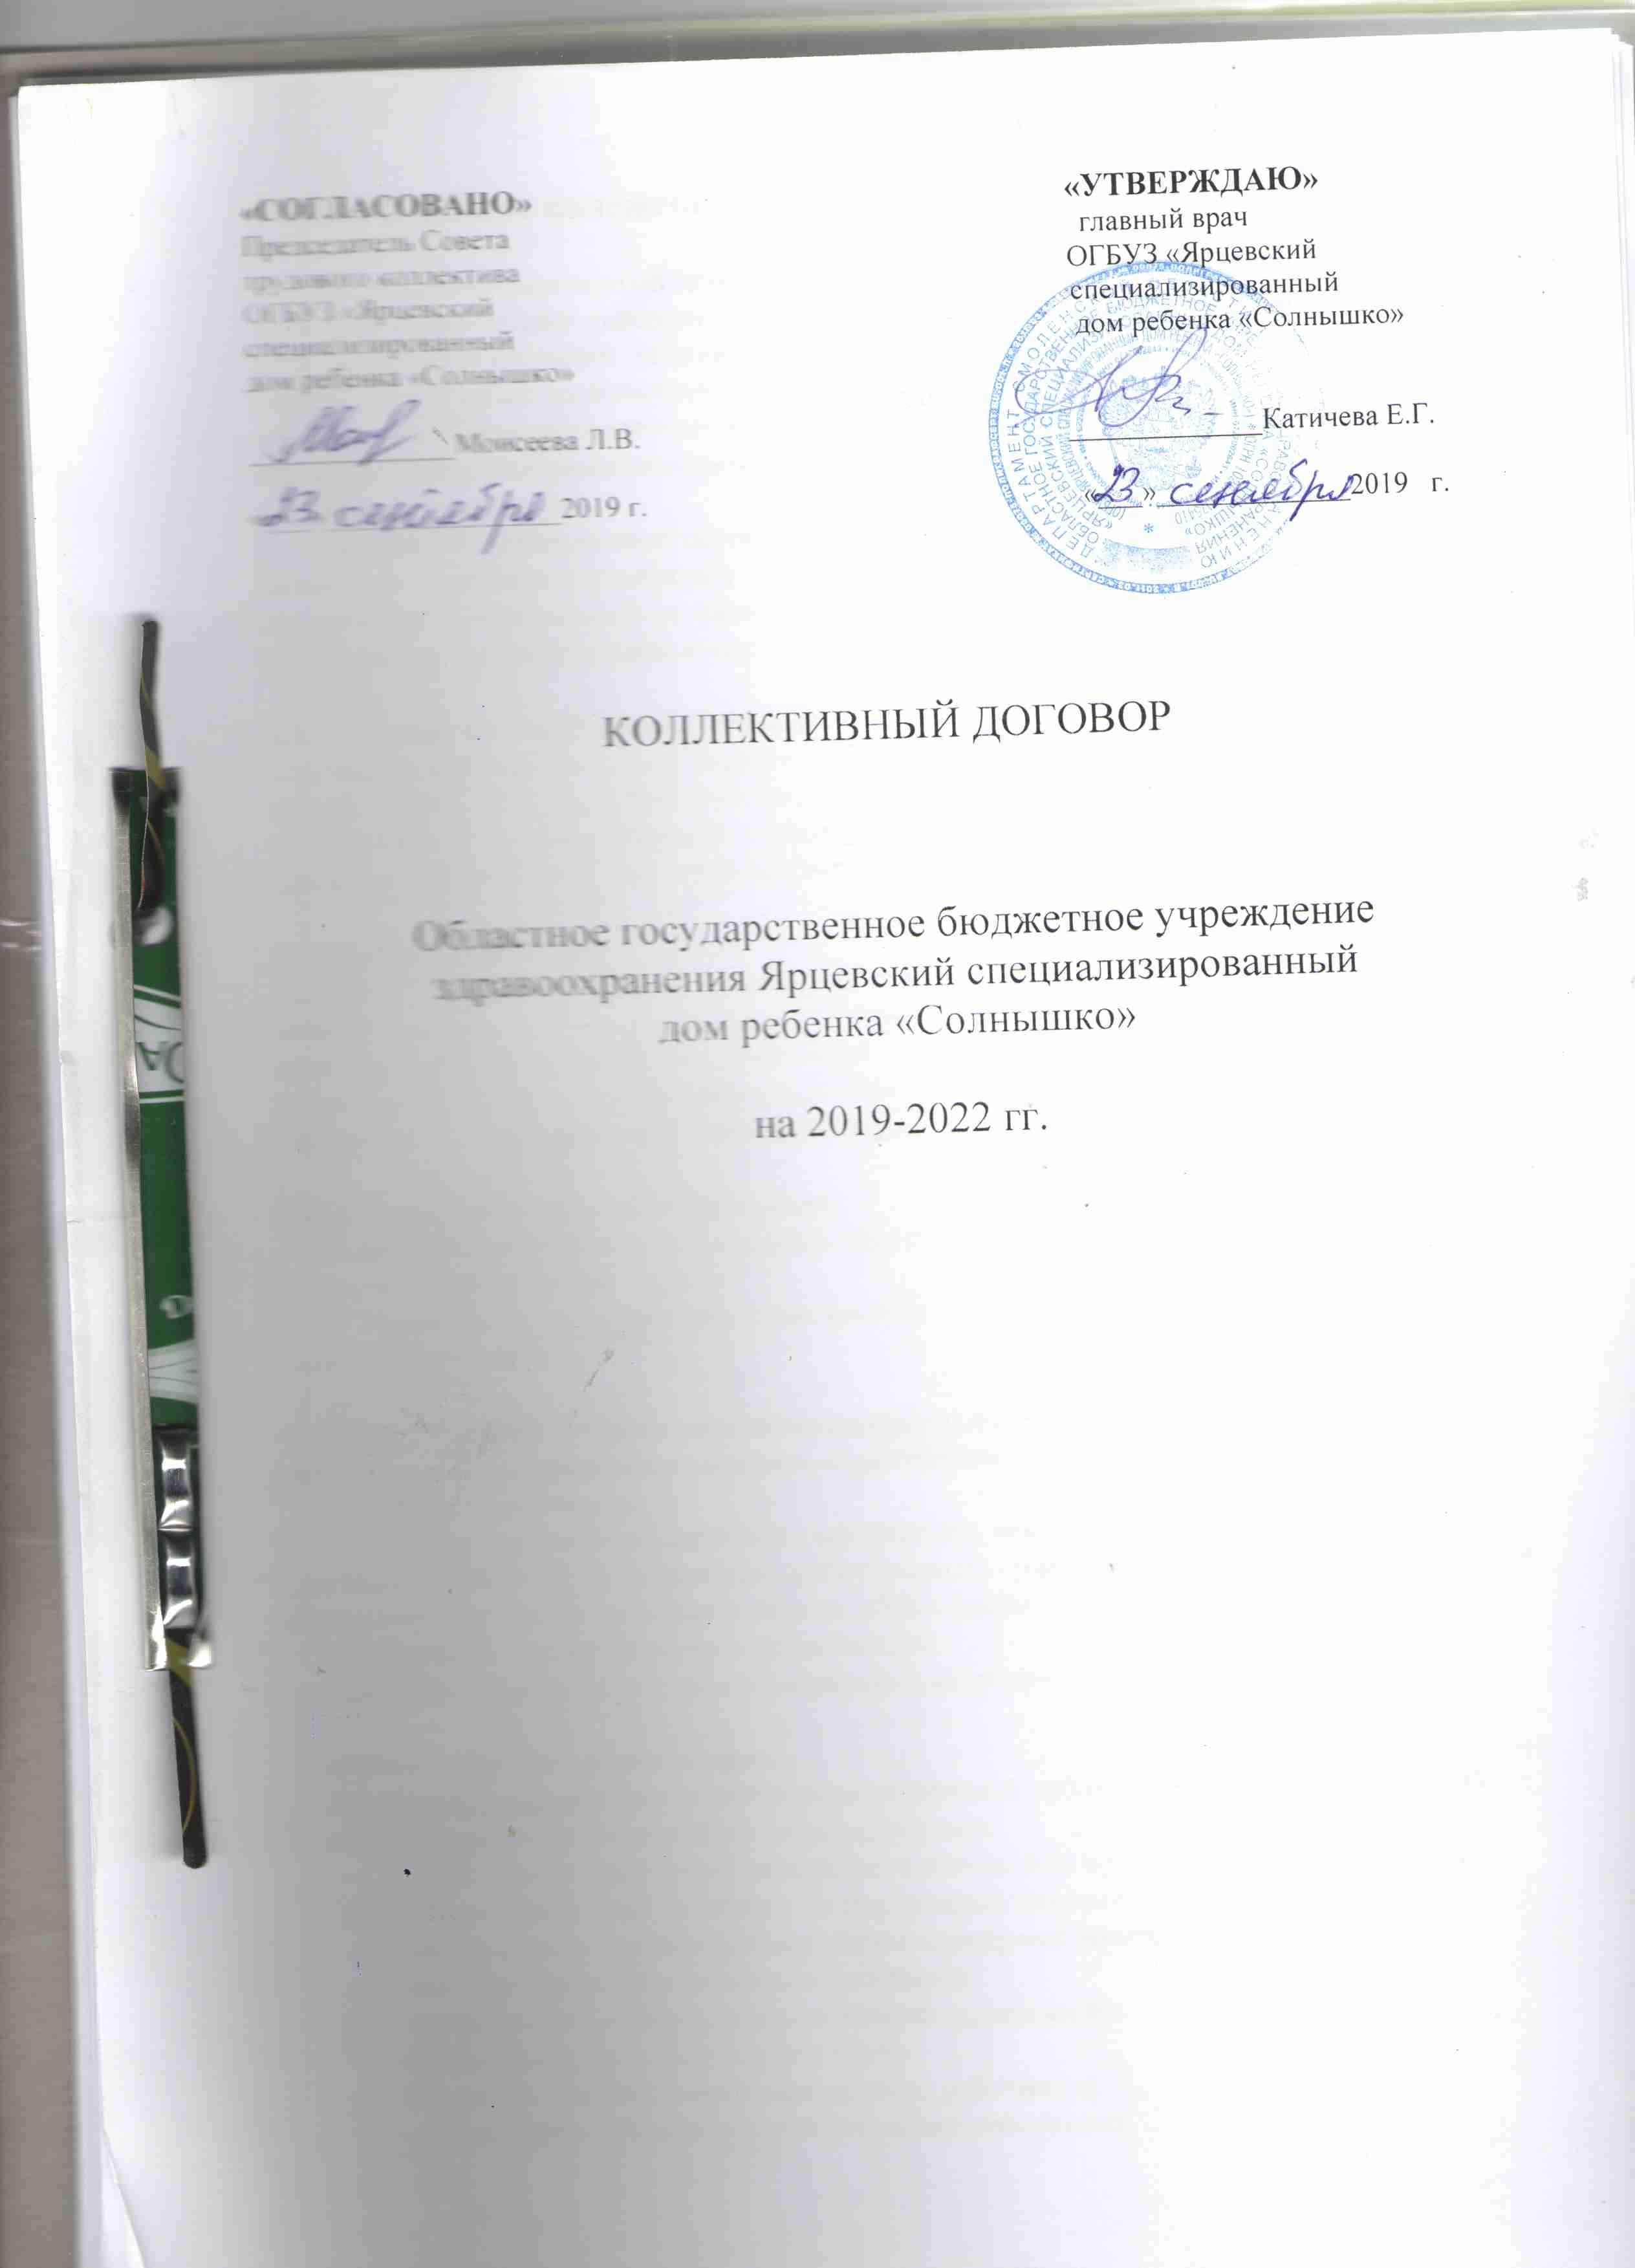 «СОГЛАСОВАНО»
Председатель Совета
трудового коллектива
ОГБУЗ «Ярцевский
специализированный
дом ребенка «Солнышко»
Моисеева Л.В.
23 сентября 2019 г.
«УТВЕРЖДАЮ»
главный врач
ОГБУЗ «Ярцевский
специализированный
дом ребенка «Солнышко»
Катичева Е.Г.
«23» сентября 2019 г.
КОЛЛЕКТИВНЫЙ ДОГОВОР
Областное государственное бюджетное учреждение
здравоохранения Ярцевский специализированный
дом ребенка «Солнышко»
на 2019-2022 гг.